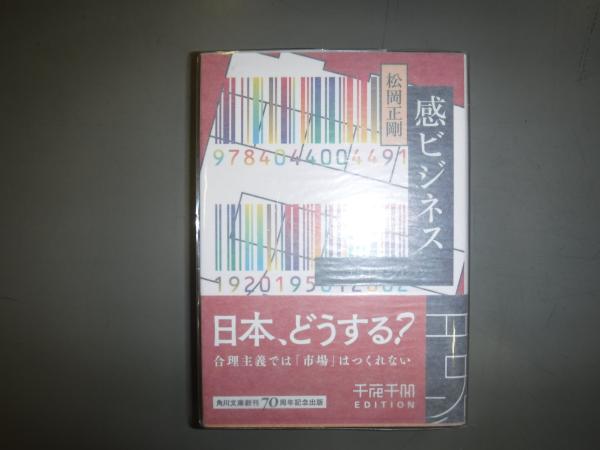 感ビジネス
松岡正剛
9784044004491
日本、どうする?
合理主義では「市場」はつくれない
千夜千冊
EDITION
角川文庫創刊70周年記念出版